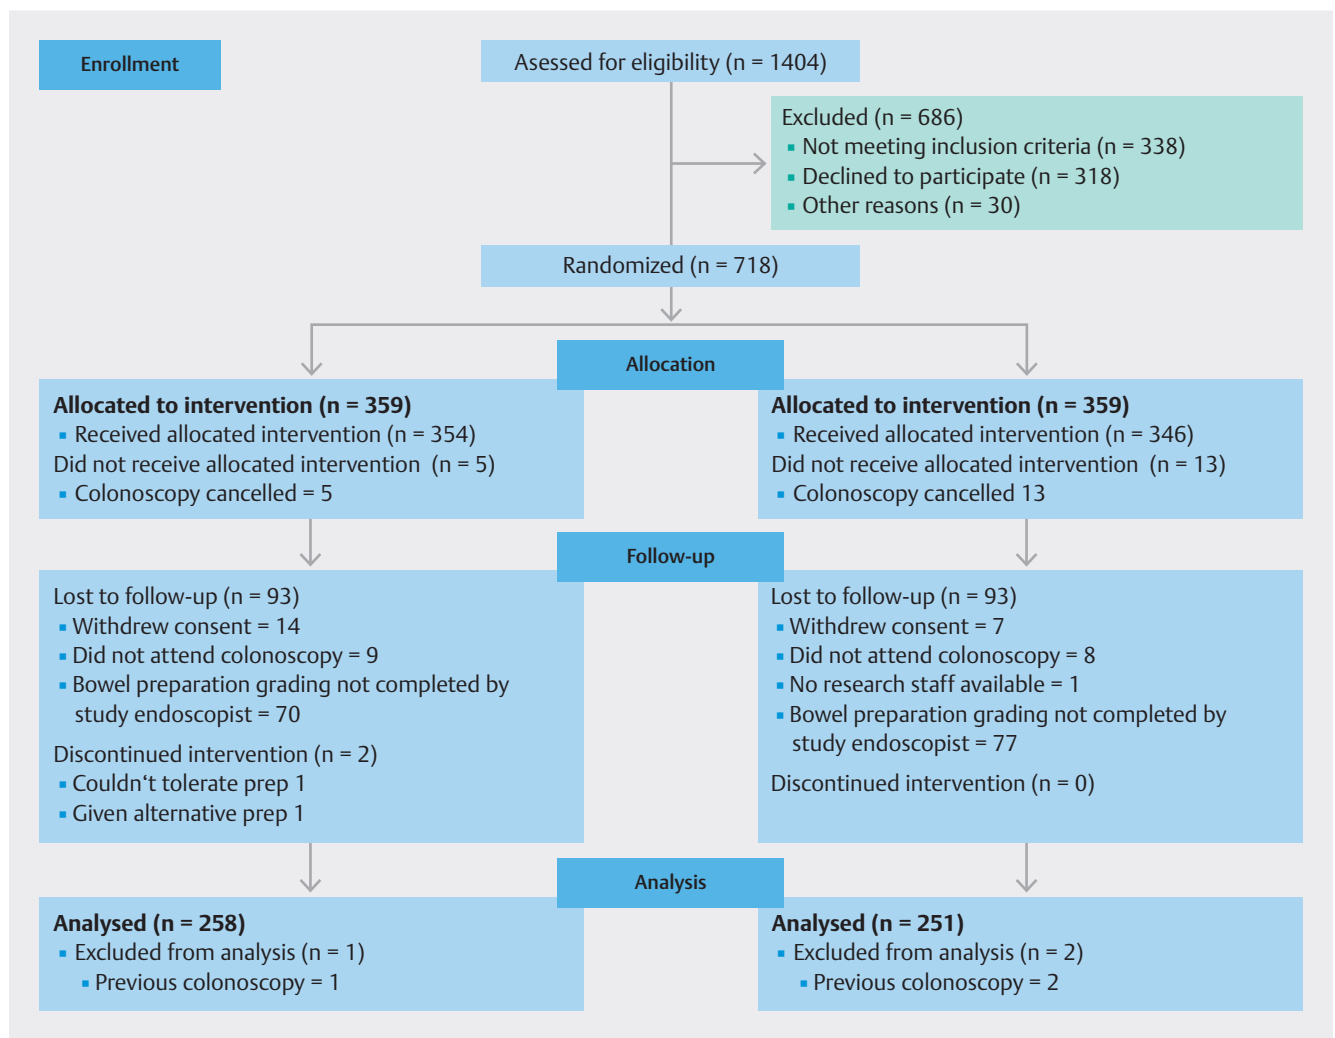 Enrollment
Asessed for eligibility (n = 1404)
Excluded (n = 686)
▪ Not meeting inclusion criteria (n = 338)
▪ Declined to participate (n = 318)
▪ Other reasons (n = 30)
Randomized (n = 718)
Allocation
Allocated to intervention (n = 359)
▪ Received allocated intervention (n = 354)
Did not receive allocated intervention (n = 5)
▪ Colonoscopy cancelled = 5
Allocated to intervention (n = 359)
▪ Received allocated intervention (n = 346)
Did not receive allocated intervention (n = 13)
▪ Colonoscopy cancelled 13
Follow-up
Lost to follow-up (n = 93)
▪ Withdrew consent = 14
▪ Did not attend colonoscopy = 9
▪ Bowel preparation grading not completed by
study endoscopist = 70
Discontinued intervention (n = 2)
▪ Couldn‘t tolerate prep 1
▪ Given alternative prep 1
Lost to follow-up (n = 93)
▪ Withdrew consent = 7
▪ Did not attend colonoscopy = 8
▪ No research staff available = 1
▪ Bowel preparation grading not completed by
study endoscopist = 77
Discontinued intervention (n = 0)
Analysis
Analysed (n = 258)
▪ Excluded from analysis (n = 1)
▪ Previous colonoscopy = 1
Analysed (n = 251)
▪ Excluded from analysis (n = 2)
▪ Previous colonoscopy = 2